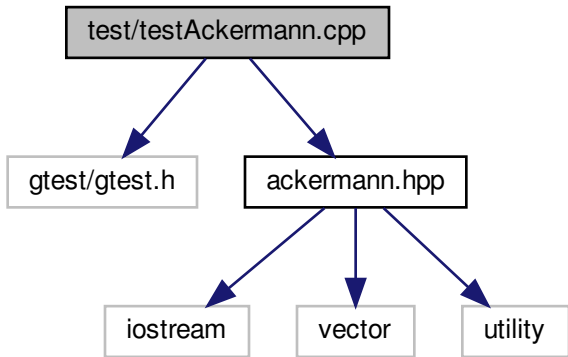 test/testAckermann.cpp
gtest/gtest.h
ackermann.hpp
iostream
vector
utility